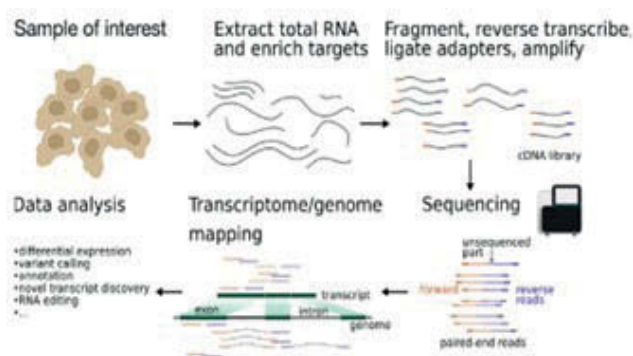 Sample of interest
Extract total RNA
and enrich targets
Fragment, reverse transcribe,
ligate adapters, amplify
cDNA library
Sequencing
unsequenced
part
forward
reverse
reads
paired-end reads
Transcriptome/genome
mapping
transcript
exon
intron
genome
Data analysis
•differential expression
•variant calling
•annotation
•novel transcript discovery
•RNA editing
•...